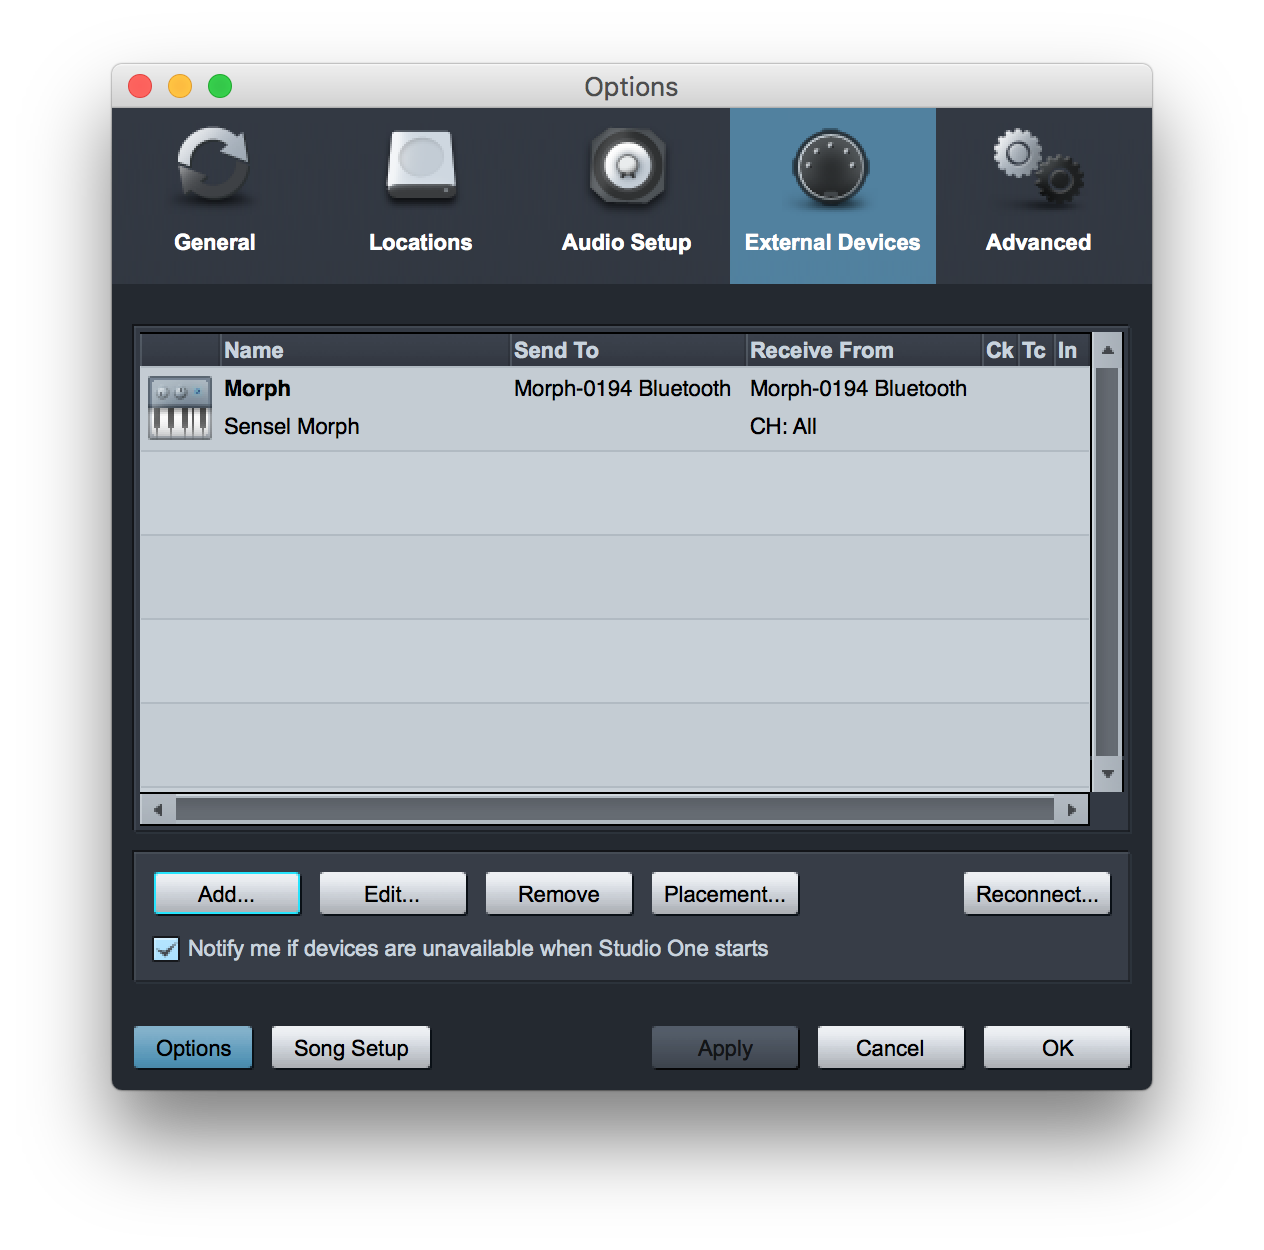 Options
General
Locations
Audio Setup
External Devices
Advanced
Name Send To Receive From Ck Tc In
Morph Morph-0194 Bluetooth Morph-0194 Bluetooth
Sensel Morph CH: All
Add... Edit... Remove Placement... Reconnect...
Notify me if devices are unavailable when Studio One starts
Options Song Setup Apply Cancel OK